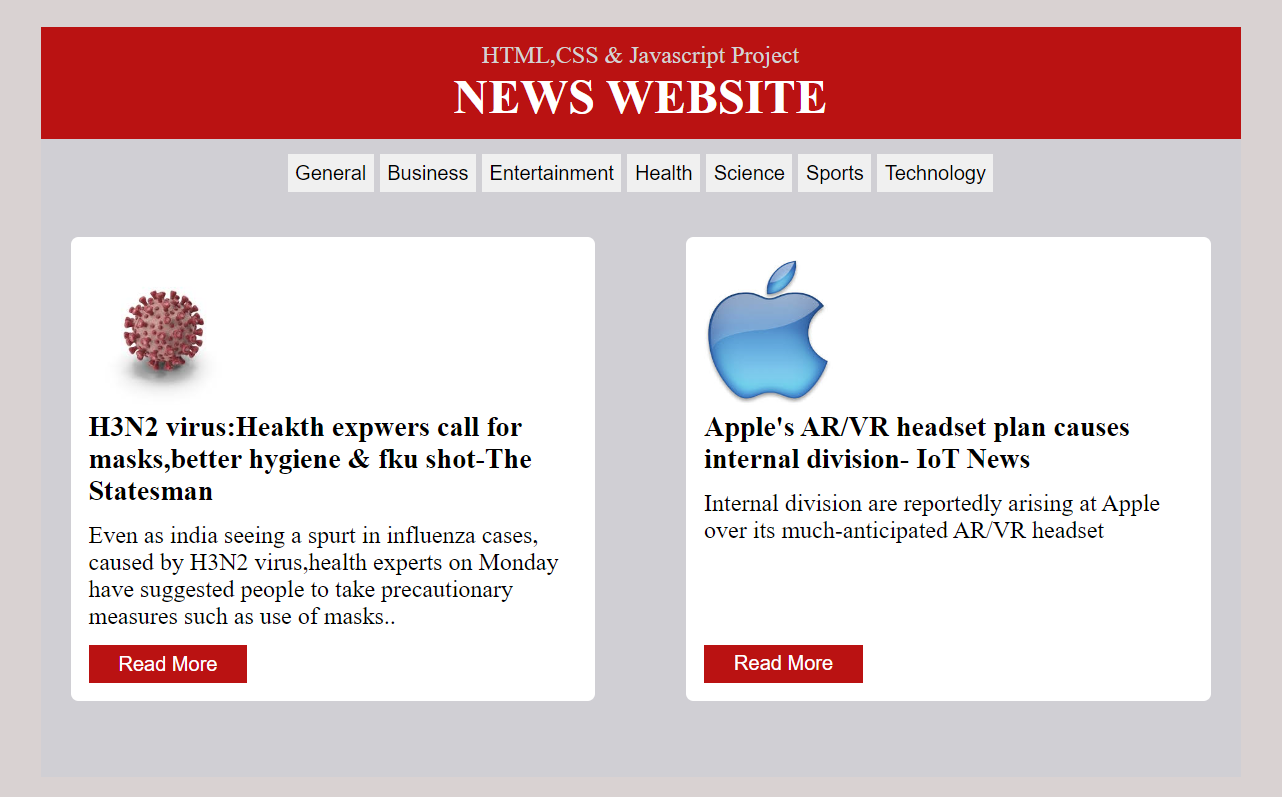 HTML,CSS & Javascript Project
NEWS WEBSITE
General Business Entertainment Health Science Sports Technology
H3N2 virus:Heakth expwers call for
masks,better hygiene & fku shot-The
Statesman
Even as india seeing a spurt in influenza cases,
caused by H3N2 virus,health experts on Monday
have suggested people to take precautionary
measures such as use of masks..
Read More
Apple's AR/VR headset plan causes
internal division- IoT News
Internal division are reportedly arising at Apple
over its much-anticipated AR/VR headset
Read More